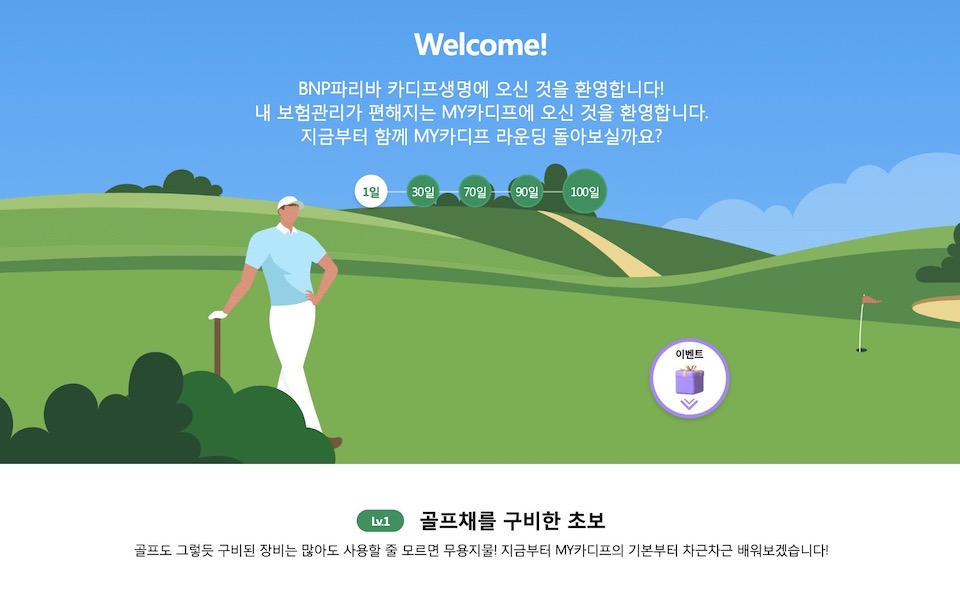 Welcome!
BNP파리바 카디프생명에 오신 것을 환영합니다!
내 보험관리가 편해지는 MY카디프에 오신 것을 환영합니다.
지금부터 함께 MY카디프 라운딩 돌아보실까요?
1일 30일 70일 90일 100일
이벤트
Lv.1 골프채를 구비한 초보
골프도 그렇듯 구비된 장비는 많아도 사용할 줄 모르면 무용지물! 지금부터 MY카디프의 기본부터 차근차근 배워보겠습니다!